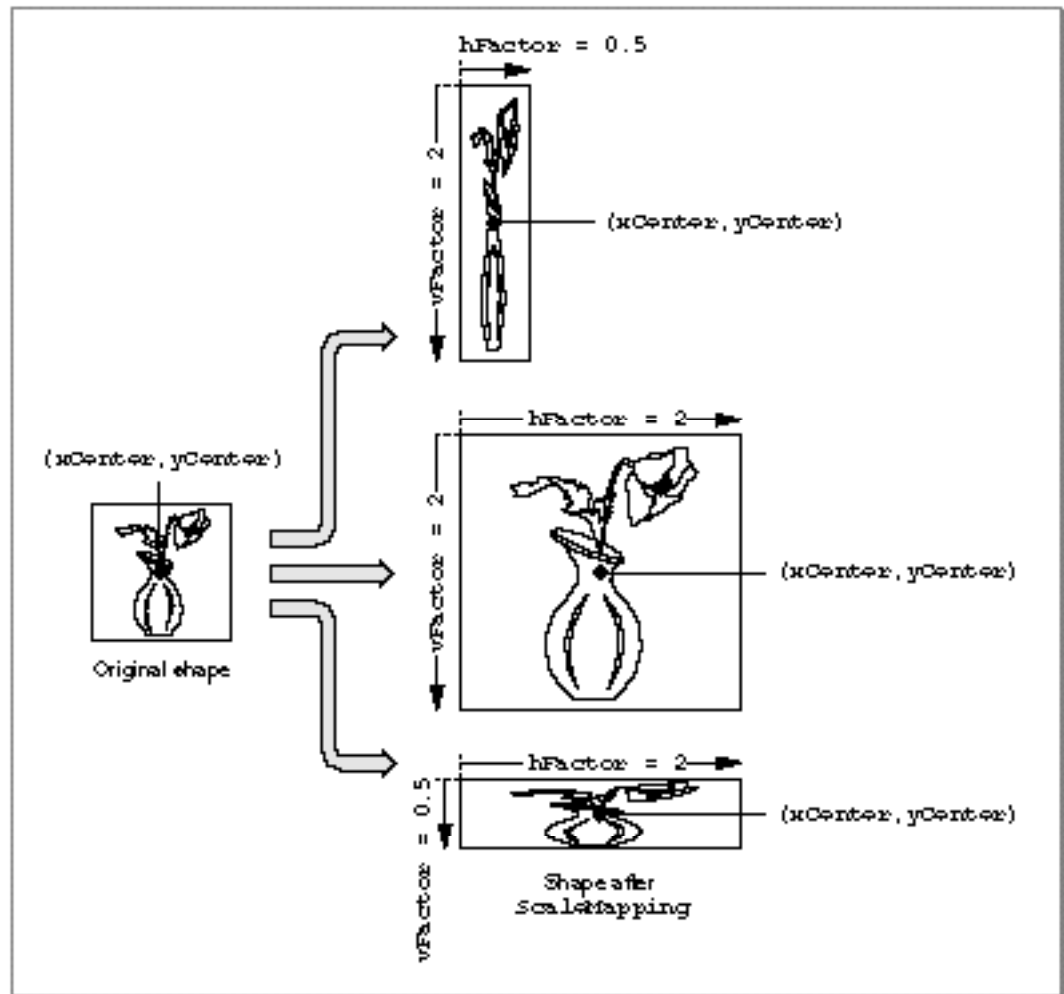 hFactor = 0.5
vFactor = 2
(xCenter,yCenter)
hFactor = 2
(xCenter,yCenter)
vFactor = 2
(xCenter,yCenter)
Original shape
hFactor = 2
vFactor = 0.5
(xCenter,yCenter)
Shape after
ScaleMapping